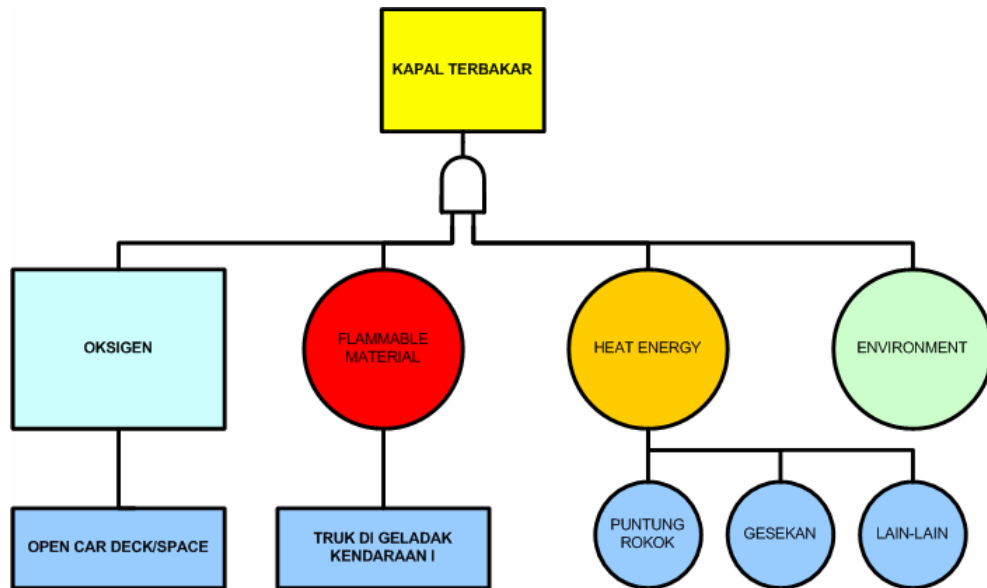 KAPAL TERBAKAR
OKSIGEN
FLAMMABLE
MATERIAL
HEAT ENERGY
ENVIRONMENT
OPEN CAR DECK/SPACE
TRUK DI GELADAK
KENDARAAN I
PUNTUNG
ROKOK
GESEKAN
LAIN-LAIN